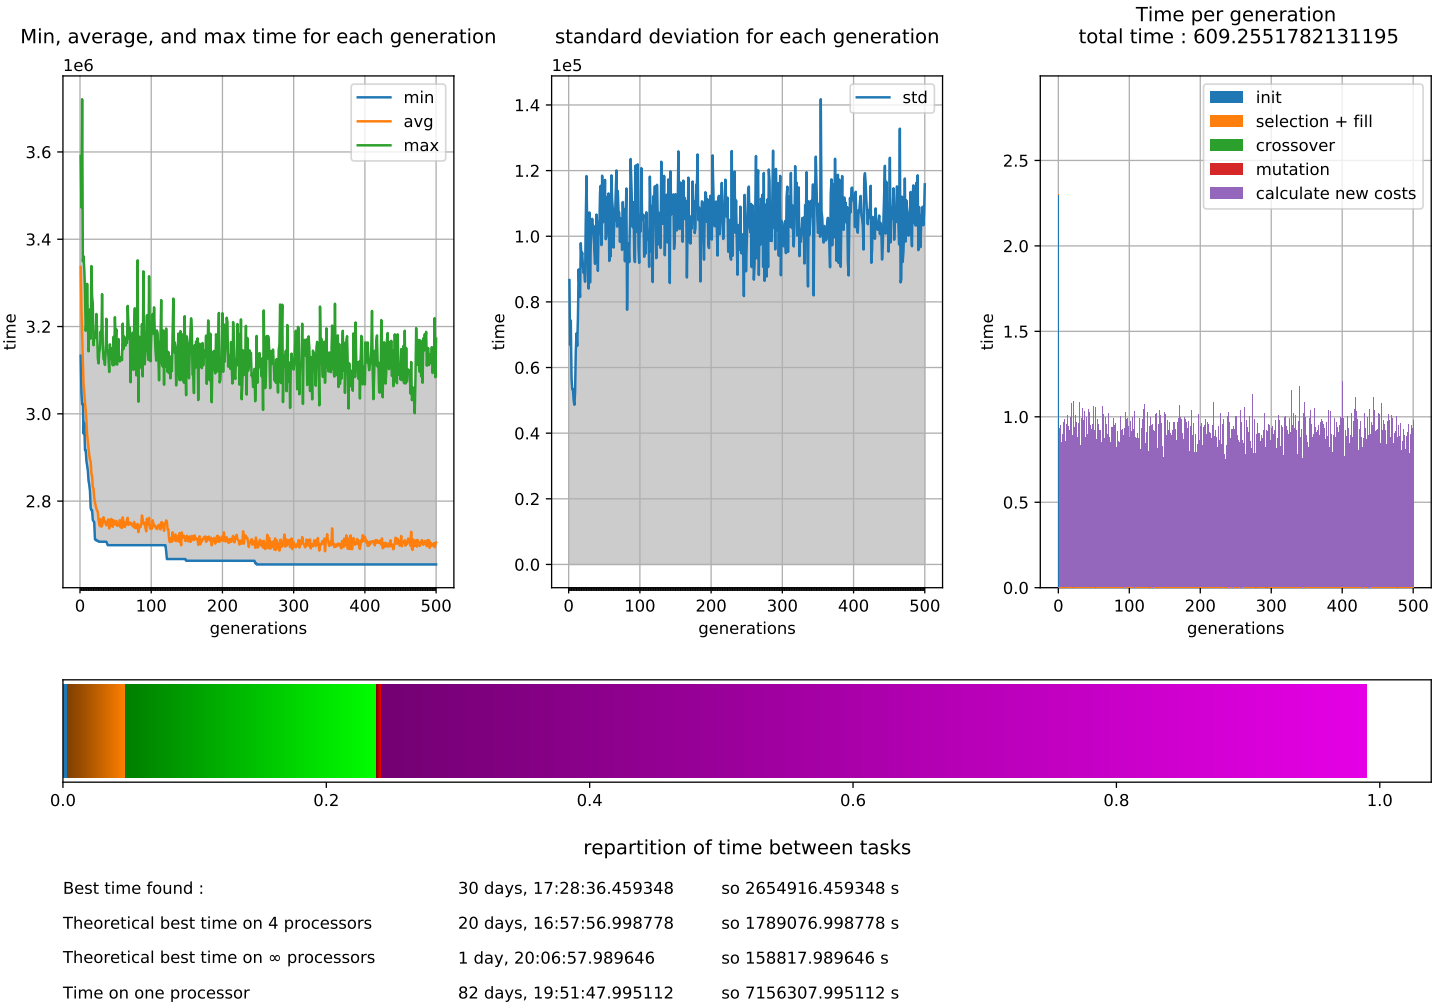 Min, average, and max time for each generation
1e6
min
avg
max
3.6
3.4
3.2
3.0
2.8
time
0 100 200 300 400 500
generations
standard deviation for each generation
1e5
std
1.4
1.2
1.0
0.8
0.6
0.4
0.2
0.0
time
0 100 200 300 400 500
generations
Time per generation
total time : 609.2551782131195
init
selection + fill
crossover
mutation
calculate new costs
2.5
2.0
1.5
1.0
0.5
0.0
time
0 100 200 300 400 500
generations
0.0 0.2 0.4 0.6 0.8 1.0
repartition of time between tasks
Best time found : 30 days, 17:28:36.459348 so 2654916.459348 s
Theoretical best time on 4 processors 20 days, 16:57:56.998778 so 1789076.998778 s
Theoretical best time on ∞ processors 1 day, 20:06:57.989646 so 158817.989646 s
Time on one processor 82 days, 19:51:47.995112 so 7156307.995112 s